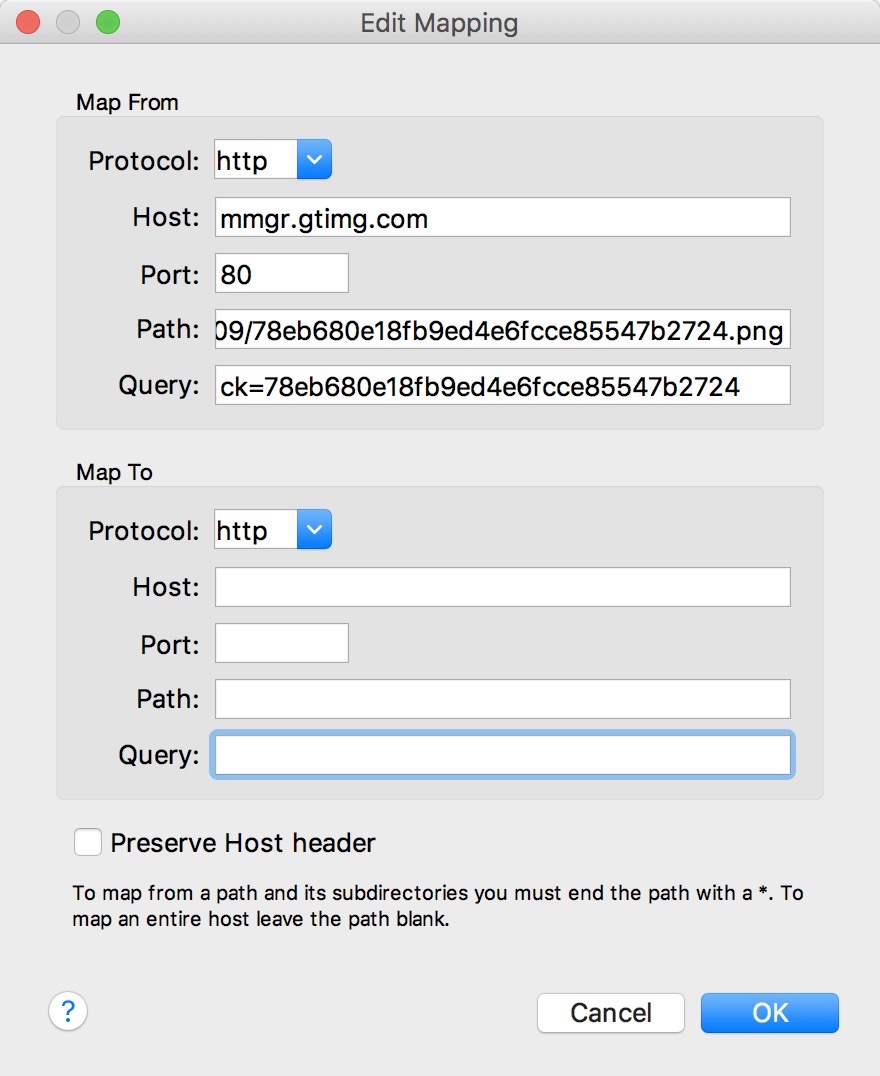 Edit Mapping
Map From
Protocol: http
Host: mmgr.gtimg.com
Port: 80
Path: 09/78eb680e18fb9ed4e6fcce85547b2724.png
Query: ck=78eb680e18fb9ed4e6fcce85547b2724
Map To
Protocol: http
Host:
Port:
Path:
Query:
Preserve Host header
To map from a path and its subdirectories you must end the path with a *. To
map an entire host leave the path blank.
? Cancel OK